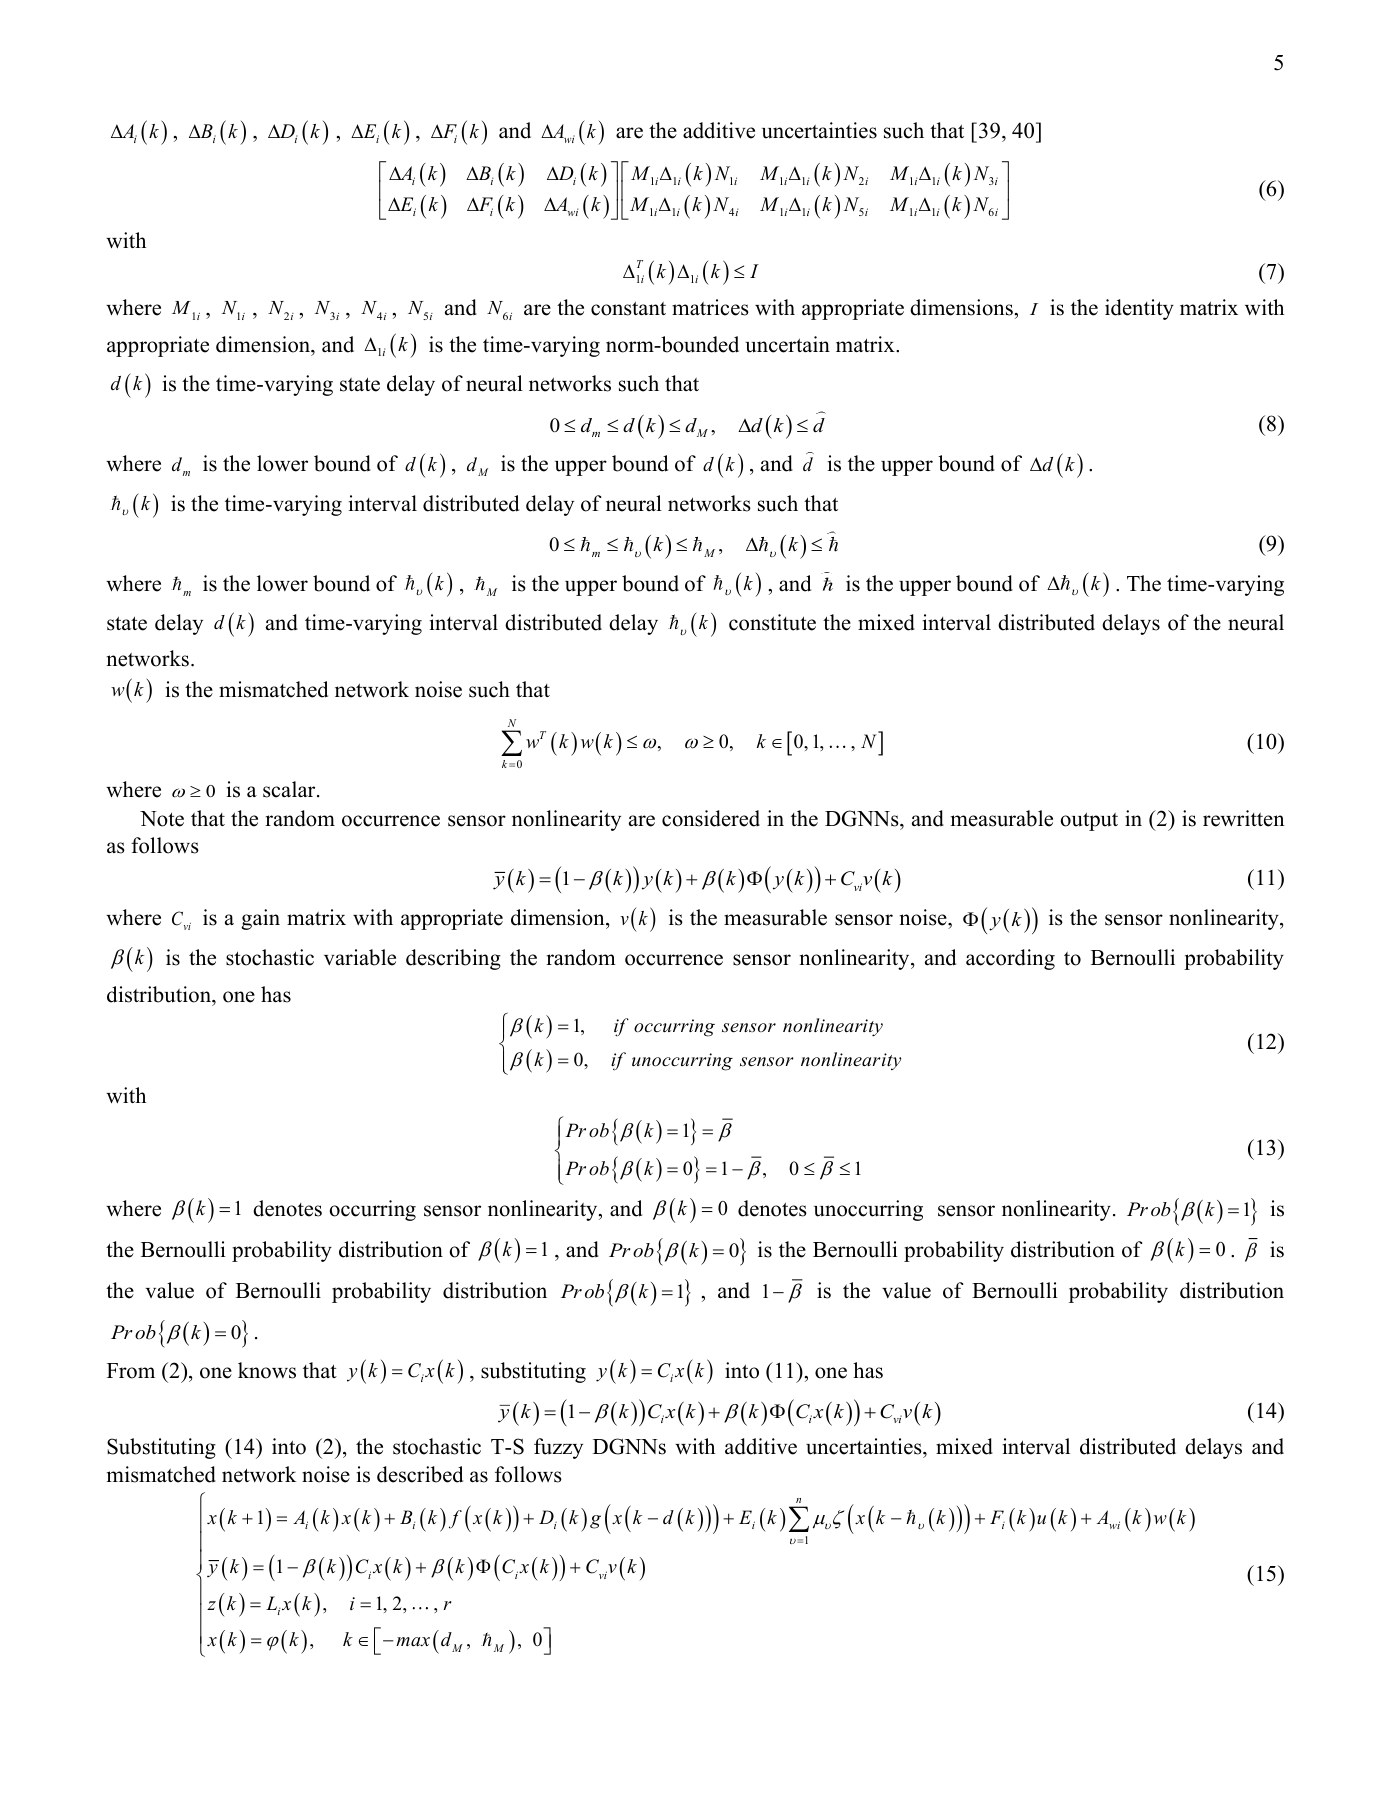 5
ΔA_i(k), ΔB_i(k), ΔD_i(k), ΔE_i(k), ΔF_i(k) and ΔA_wi(k) are the additive uncertainties such that [39, 40]
[ΔA_i(k) ΔB_i(k) ΔD_i(k)][M_1iΔ_1i(k)N_1i M_1iΔ_1i(k)N_2i M_1iΔ_1i(k)N_3i]
[ΔE_i(k) ΔF_i(k) ΔA_wi(k)][M_1iΔ_1i(k)N_4i M_1iΔ_1i(k)N_5i M_1iΔ_1i(k)N_6i] (6)
with
Δ_1i^T(k)Δ_1i(k) ≤ I (7)
where M_1i, N_1i, N_2i, N_3i, N_4i, N_5i and N_6i are the constant matrices with appropriate dimensions, I is the identity matrix with
appropriate dimension, and Δ_1i(k) is the time-varying norm-bounded uncertain matrix.
d(k) is the time-varying state delay of neural networks such that
0 ≤ d_m ≤ d(k) ≤ d_M, Δd(k) ≤ d̂ (8)
where d_m is the lower bound of d(k), d_M is the upper bound of d(k), and d̂ is the upper bound of Δd(k).
ℏ_υ(k) is the time-varying interval distributed delay of neural networks such that
0 ≤ ℏ_m ≤ ℏ_υ(k) ≤ ℏ_M, Δℏ_υ(k) ≤ ℏ̂ (9)
where ℏ_m is the lower bound of ℏ_υ(k), ℏ_M is the upper bound of ℏ_υ(k), and ℏ̄ is the upper bound of Δℏ_υ(k). The time-varying
state delay d(k) and time-varying interval distributed delay ℏ_υ(k) constitute the mixed interval distributed delays of the neural
networks.
w(k) is the mismatched network noise such that
∑_{k=0}^{N} w^T(k)w(k) ≤ ω, ω ≥ 0, k ∈ [0,1,…,N] (10)
where ω ≥ 0 is a scalar.
Note that the random occurrence sensor nonlinearity are considered in the DGNNs, and measurable output in (2) is rewritten
as follows
ȳ(k) = (1−β(k))y(k) + β(k)Φ(y(k)) + C_vi v(k) (11)
where C_vi is a gain matrix with appropriate dimension, v(k) is the measurable sensor noise, Φ(y(k)) is the sensor nonlinearity,
β(k) is the stochastic variable describing the random occurrence sensor nonlinearity, and according to Bernoulli probability
distribution, one has
{β(k) = 1, if occurring sensor nonlinearity
β(k) = 0, if unoccurring sensor nonlinearity (12)
with
{Prob{β(k) = 1} = β̄
Prob{β(k) = 0} = 1 − β̄, 0 ≤ β̄ ≤ 1 (13)
where β(k) = 1 denotes occurring sensor nonlinearity, and β(k) = 0 denotes unoccurring sensor nonlinearity. Prob{β(k) = 1} is
the Bernoulli probability distribution of β(k) = 1, and Prob{β(k) = 0} is the Bernoulli probability distribution of β(k) = 0. β̄ is
the value of Bernoulli probability distribution Prob{β(k) = 1}, and 1 − β̄ is the value of Bernoulli probability distribution
Prob{β(k) = 0}.
From (2), one knows that y(k) = C_i x(k), substituting y(k) = C_i x(k) into (11), one has
ȳ(k) = (1−β(k))C_i x(k) + β(k)Φ(C_i x(k)) + C_vi v(k) (14)
Substituting (14) into (2), the stochastic T-S fuzzy DGNNs with additive uncertainties, mixed interval distributed delays and
mismatched network noise is described as follows
{x(k+1) = A_i(k)x(k) + B_i(k)f(x(k)) + D_i(k)g(x(k−d(k))) + E_i(k)∑_{υ=1}^{n} μ_υ ζ(x(k−ℏ_υ(k))) + F_i(k)u(k) + A_wi(k)w(k)
ȳ(k) = (1−β(k))C_i x(k) + β(k)Φ(C_i x(k)) + C_vi v(k) (15)
z(k) = L_i x(k), i = 1, 2, …, r
x(k) = φ(k), k ∈ [−max(d_M, ℏ_M), 0]